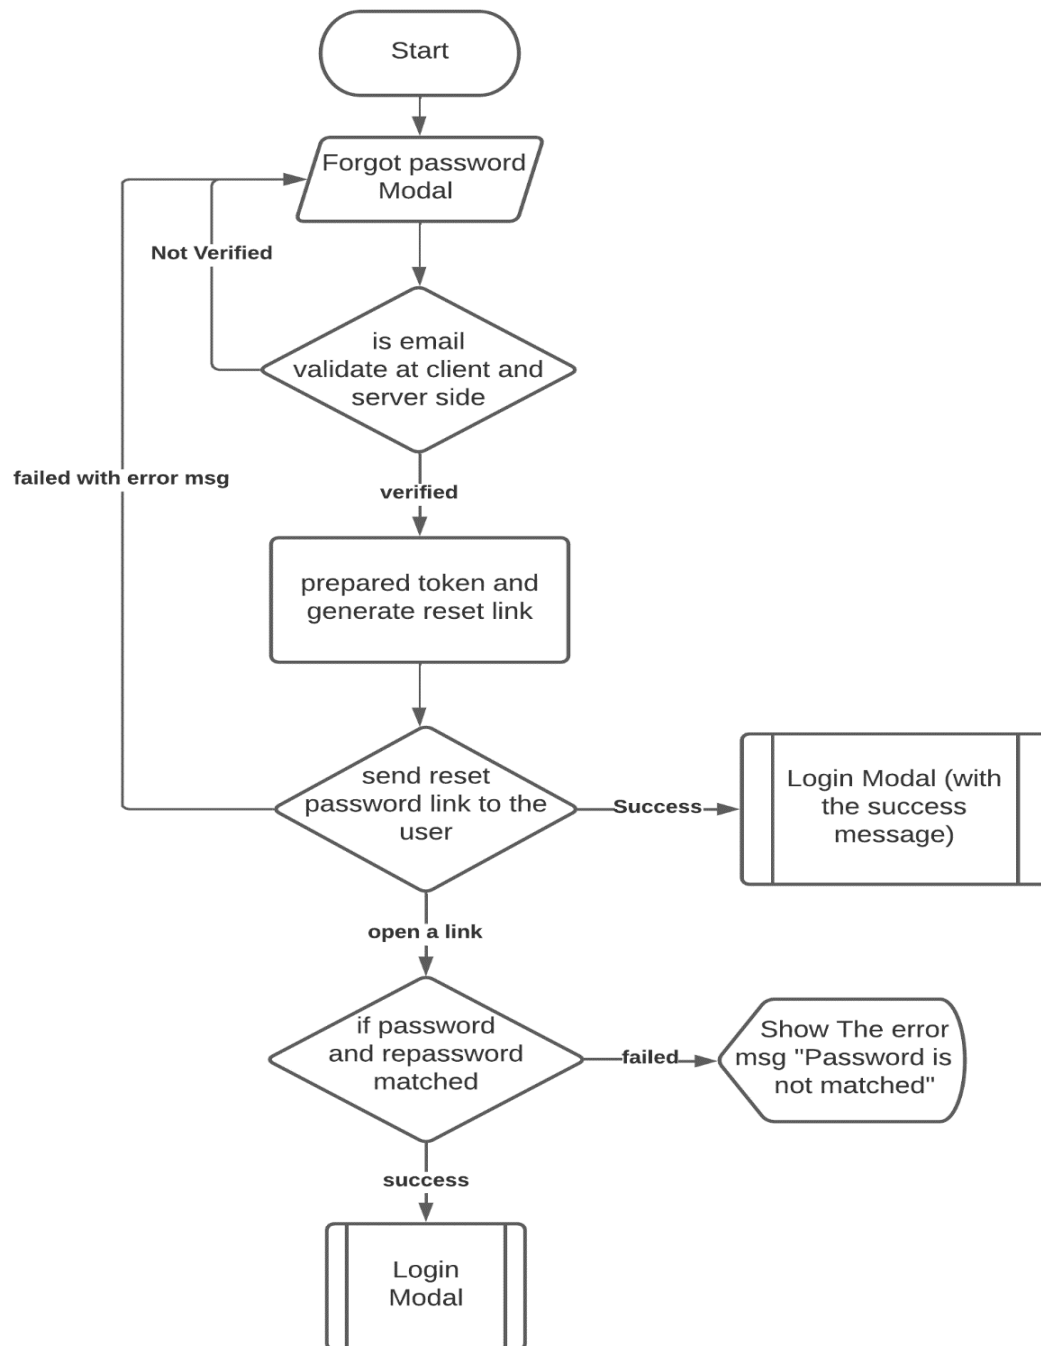 Start
Forgot password
Modal
Not Verified
is email
validate at client and
server side
failed with error msg
verified
prepared token and
generate reset link
send reset
password link to the
user
Success
Login Modal (with
the success
message)
open a link
if password
and repassword
matched
failed
Show The error
msg "Password is
not matched"
success
Login
Modal